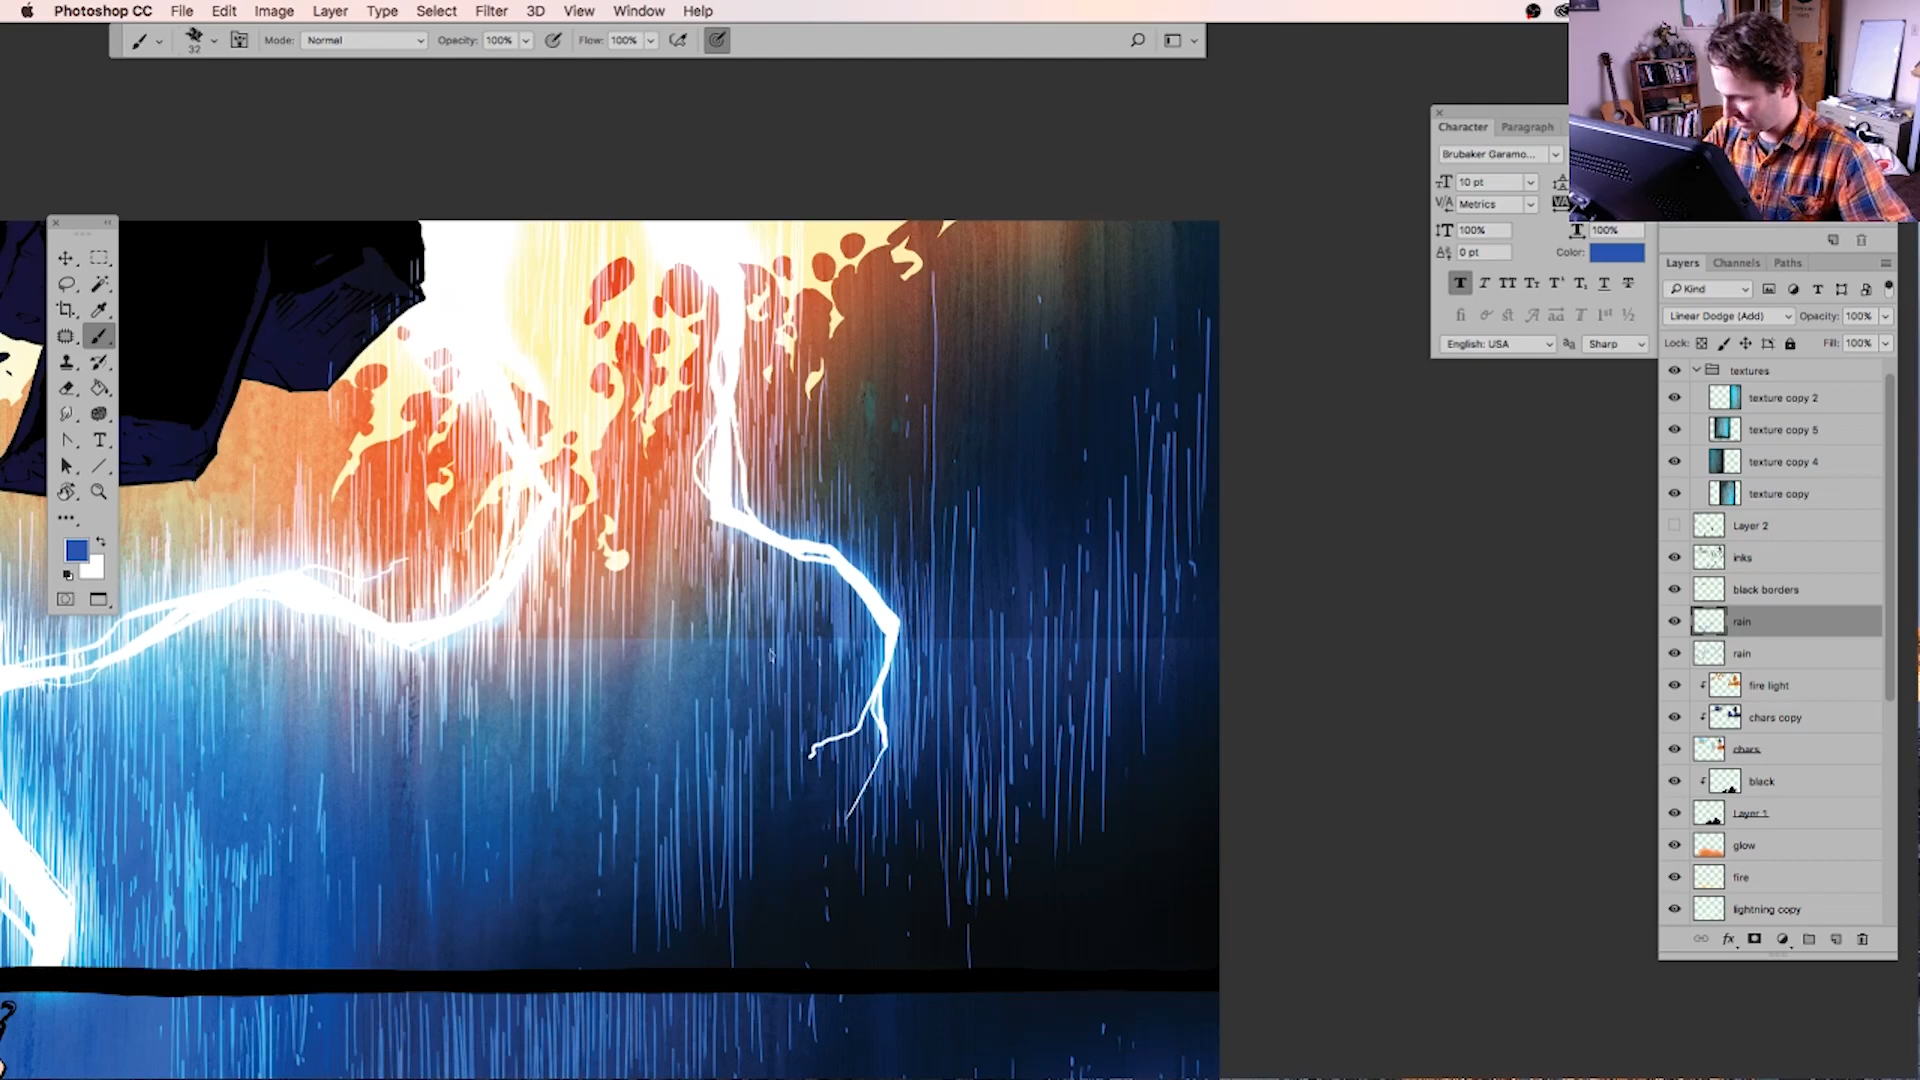 Photoshop CC File Edit Image Layer Type Select Filter 3D View Window Help
32 Mode: Normal Opacity: 100% Flow: 100%
Character Paragraph
Brubaker Garamo...
10 pt
Metrics
100% 100%
0 pt Color:
English: USA Sharp
Layers Channels Paths
Kind
Linear Dodge (Add) Opacity: 100%
Lock: Fill: 100%
textures
texture copy 2
texture copy 5
texture copy 4
texture copy
Layer 2
inks
black borders
rain
rain
fire light
chars copy
chars
black
Layer 1
glow
fire
lightning copy